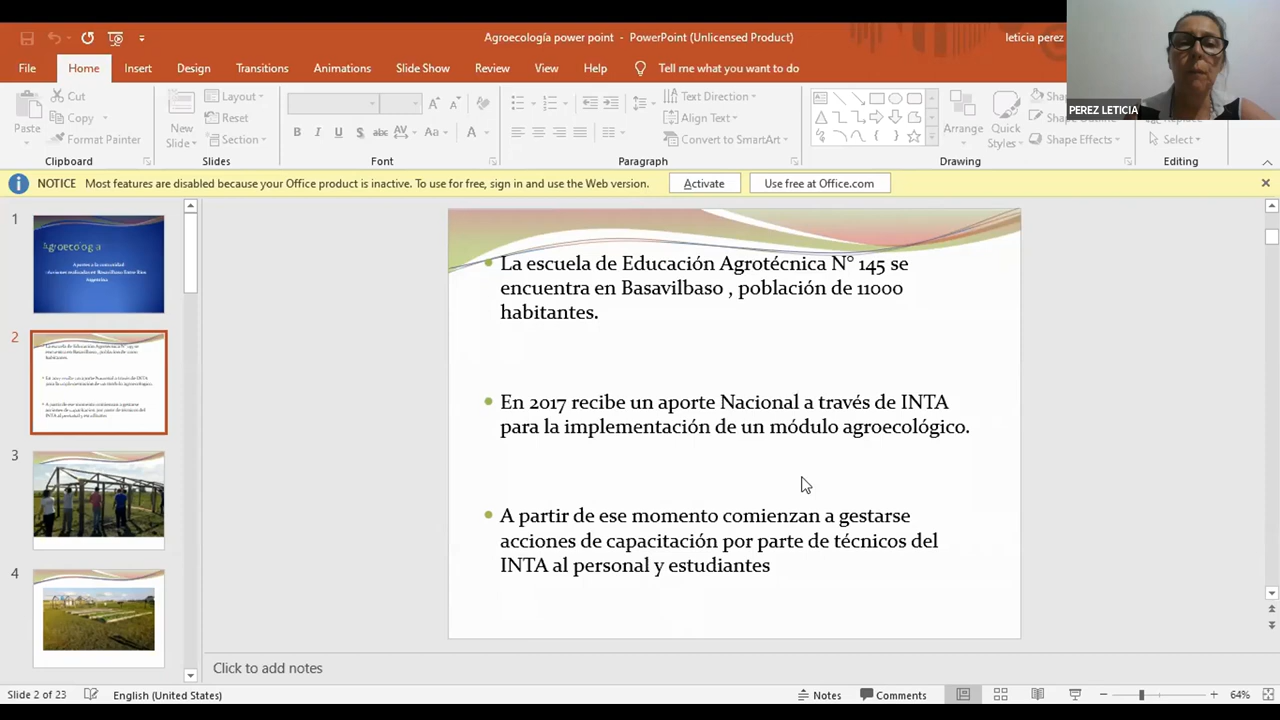 Agroecología power point - PowerPoint (Unlicensed Product)
leticia perez
File Home Insert Design Transitions Animations Slide Show Review View Help Tell me what you want to do
PEREZ LETICIA
Paste
Cut
Copy
Format Painter
Clipboard
New Slide
Layout
Reset
Section
Slides
Font
Text Direction
Align Text
Convert to SmartArt
Paragraph
Arrange
Quick Styles
Shape Effects
Drawing
Select
Editing
NOTICE Most features are disabled because your Office product is inactive. To use for free, sign in and use the Web version. Activate Use free at Office.com
1
Agroecología
2
3
4
La escuela de Educación Agrotécnica N° 145 se
encuentra en Basavilbaso , población de 11000
habitantes.
En 2017 recibe un aporte Nacional a través de INTA
para la implementación de un módulo agroecológico.
A partir de ese momento comienzan a gestarse
acciones de capacitación por parte de técnicos del
INTA al personal y estudiantes
Click to add notes
Slide 2 of 23 English (United States) Notes Comments 64%